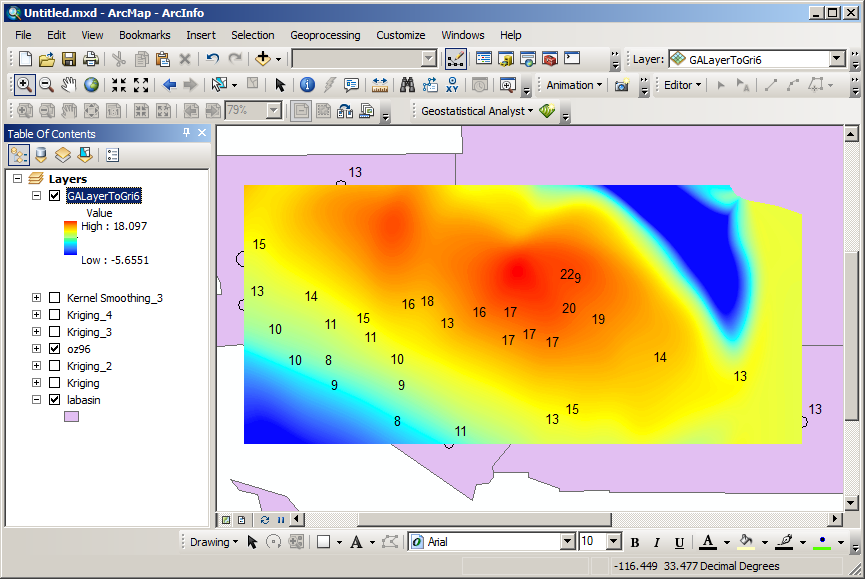 Untitled.mxd - ArcMap - ArcInfo
File Edit View Bookmarks Insert Selection Geoprocessing Customize Windows Help
Layer: GALayerToGri6
XY Animation Editor
1:1 79% Geostatistical Analyst
Table Of Contents
Layers
GALayerToGri6
Value
High : 18.097
Low : -5.6551
Kernel Smoothing_3
Kriging_4
Kriging_3
oz96
Kriging_2
Kriging
labasin
13
15
22 9
13 14 16 18 16 17 20
10 11 15 13 19
11 17 17 17
10 8 10 14
9 9 13
8 11 13 15 13
Drawing A Arial 10 B I U A
-116.449 33.477 Decimal Degrees